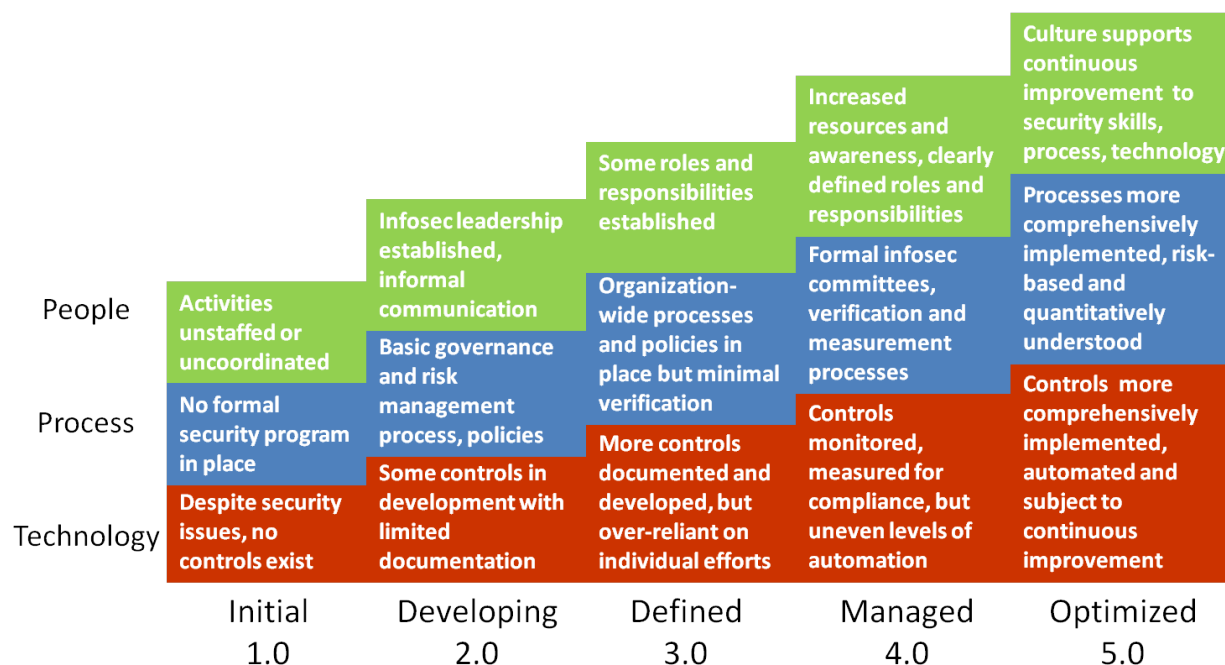 People
Process
Technology
Activities
unstaffed or
uncoordinated
No formal
security program
in place
Despite security
issues, no
controls exist
Initial
1.0
Infosec leadership
established,
informal
communication
Basic governance
and risk
management
process, policies
Some controls in
development with
limited
documentation
Developing
2.0
Some roles and
responsibilities
established
Organization-
wide processes
and policies in
place but minimal
verification
More controls
documented and
developed, but
over-reliant on
individual efforts
Defined
3.0
Increased
resources and
awareness, clearly
defined roles and
responsibilities
Formal infosec
committees,
verification and
measurement
processes
Controls
monitored,
measured for
compliance, but
uneven levels of
automation
Managed
4.0
Culture supports
continuous
improvement to
security skills,
process, technology
Processes more
comprehensively
implemented, risk-
based and
quantitatively
understood
Controls more
comprehensively
implemented,
automated and
subject to
continuous
improvement
Optimized
5.0